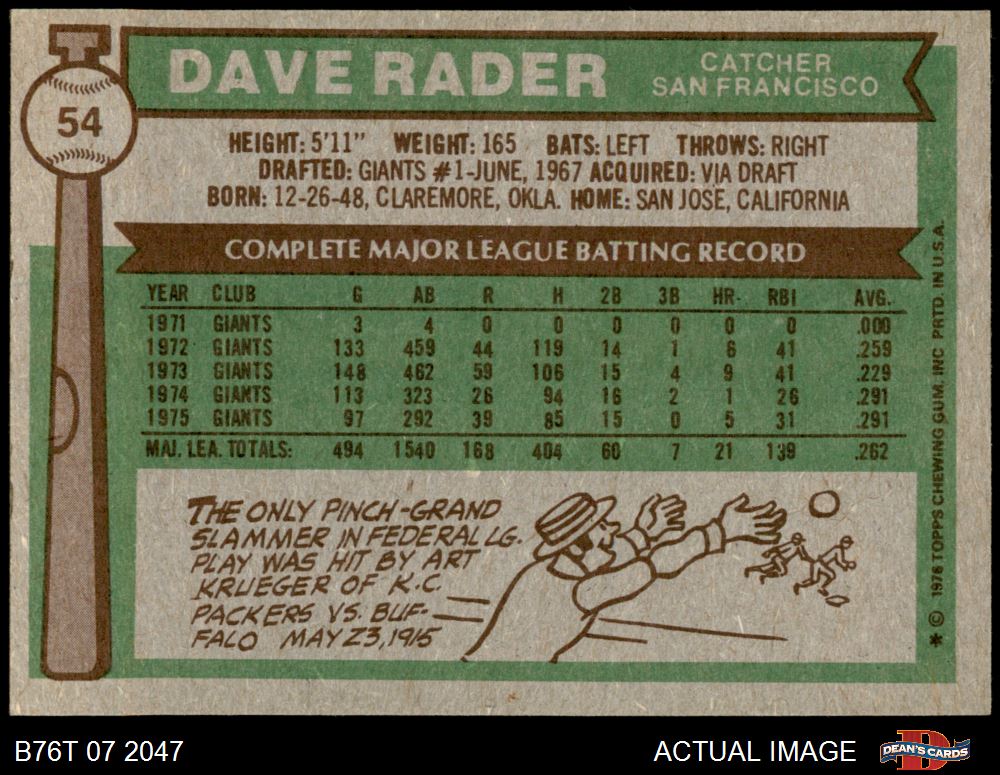 54
DAVE RADER
CATCHER
SAN FRANCISCO
HEIGHT: 5'11" WEIGHT: 165 BATS: LEFT THROWS: RIGHT
DRAFTED: GIANTS #1-JUNE, 1967 ACQUIRED: VIA DRAFT
BORN: 12-26-48, CLAREMORE, OKLA. HOME: SAN JOSE, CALIFORNIA
COMPLETE MAJOR LEAGUE BATTING RECORD
YEAR CLUB G AB R H 2B 3B HR RBI AVG.
1971 GIANTS 3 4 0 0 0 0 0 0 .000
1972 GIANTS 133 459 44 119 14 1 6 41 .259
1973 GIANTS 148 462 59 106 15 4 9 41 .229
1974 GIANTS 113 323 26 94 16 2 1 26 .291
1975 GIANTS 97 292 39 85 15 0 5 31 .291
MAJ. LEA. TOTALS: 494 1540 168 404 60 7 21 139 .262
THE ONLY PINCH-GRAND
SLAMMER IN FEDERAL LG.
PLAY WAS HIT BY ART
KRUEGER OF K.C.
PACKERS VS. BUF-
FALO MAY 23, 1915
* © 1976 TOPPS CHEWING GUM, INC PRTD. IN U.S.A.
B76T 07 2047
ACTUAL IMAGE
DEAN'S CARDS